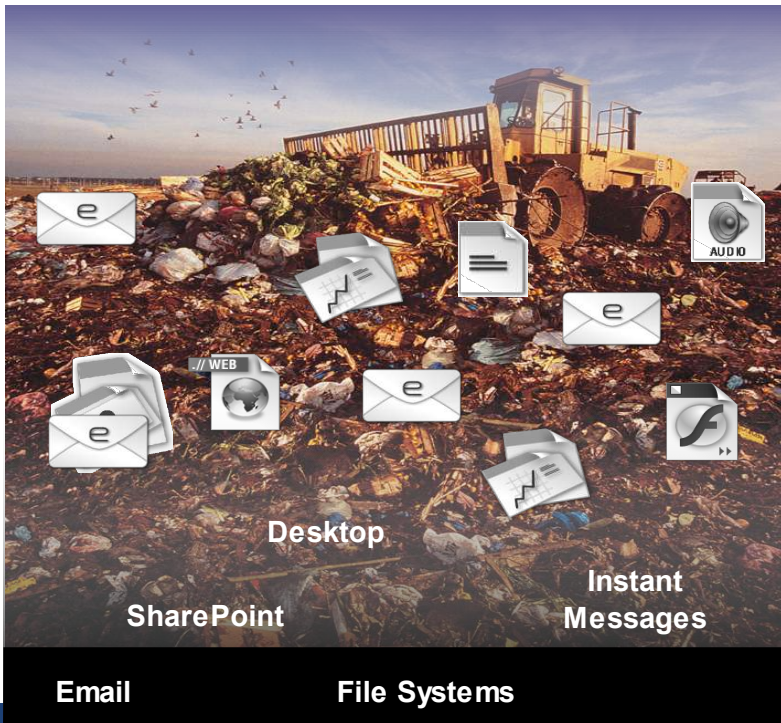 e
AUDIO
e
.// WEB
e
e
Desktop
Instant
SharePoint
Messages
Email
File Systems